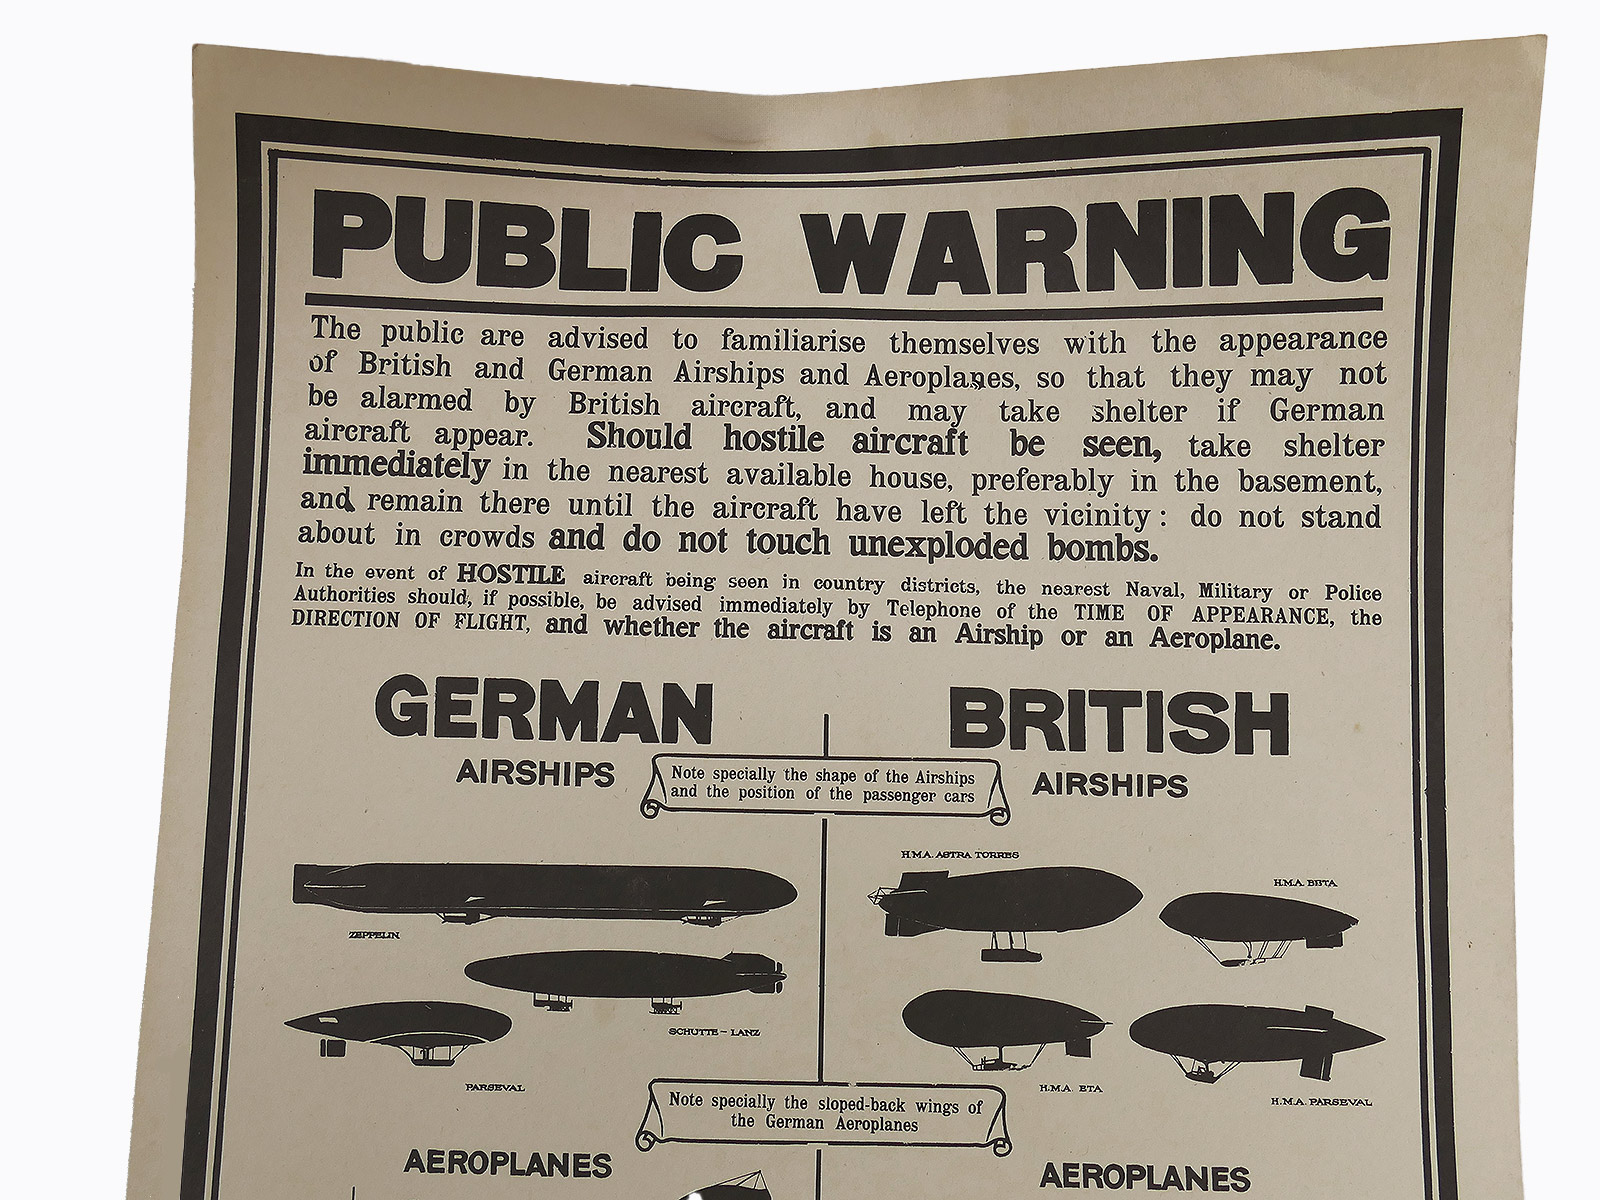 PUBLIC WARNING
The public are advised to familiarise themselves with the appearance
of British and German Airships and Aeroplanes, so that they may not
be alarmed by British aircraft, and may take shelter if German
aircraft appear. Should hostile aircraft be seen, take shelter
immediately in the nearest available house, preferably in the basement,
and remain there until the aircraft have left the vicinity: do not stand
about in crowds and do not touch unexploded bombs.
In the event of HOSTILE aircraft being seen in country districts, the nearest Naval, Military or Police
Authorities should, if possible, be advised immediately by Telephone of the TIME OF APPEARANCE, the
DIRECTION OF FLIGHT, and whether the aircraft is an Airship or an Aeroplane.
GERMAN
AIRSHIPS
BRITISH
AIRSHIPS
Note specially the shape of the Airships
and the position of the passenger cars
ZEPPELIN
SCHUTTE-LANZ
PARSEVAL
H.M.A. ASTRA TORRES
H.M.A. BETA
H.M.A. ETA
H.M.A. PARSEVAL
Note specially the sloped-back wings of
the German Aeroplanes
AEROPLANES
AEROPLANES